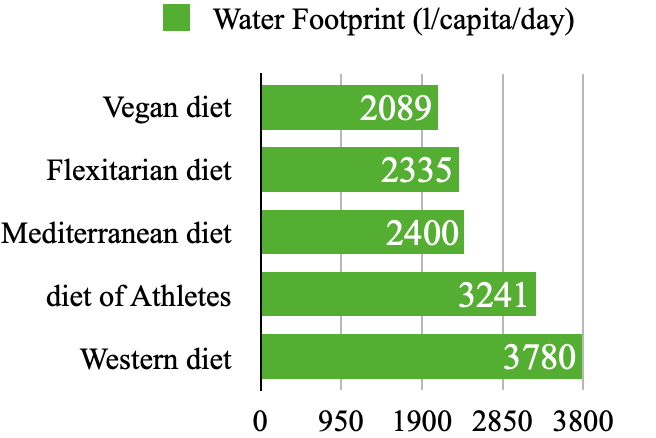 Water Footprint (l/capita/day)
Vegan diet 2089
Flexitarian diet 2335
Mediterranean diet 2400
diet of Athletes 3241
Western diet 3780
0 950 1900 2850 3800